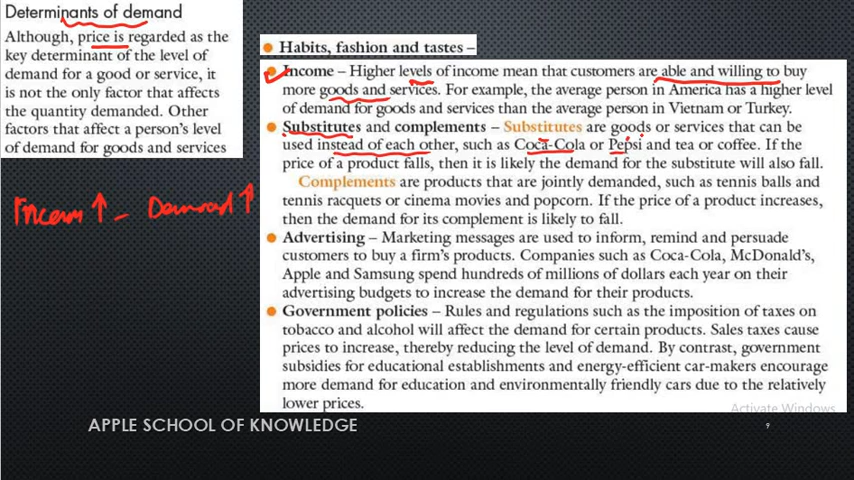 Determinants of demand
Although, price is regarded as the
key determinant of the level of
demand for a good or service, it
is not the only factor that affects
the quantity demanded. Other
factors that affect a person's level
of demand for goods and services
Habits, fashion and tastes –
Income – Higher levels of income mean that customers are able and willing to buy
more goods and services. For example, the average person in America has a higher level
of demand for goods and services than the average person in Vietnam or Turkey.
Substitutes and complements – Substitutes are goods or services that can be
used instead of each other, such as Coca-Cola or Pepsi and tea or coffee. If the
price of a product falls, then it is likely the demand for the substitute will also fall.
Complements are products that are jointly demanded, such as tennis balls and
tennis racquets or cinema movies and popcorn. If the price of a product increases,
then the demand for its complement is likely to fall.
Advertising – Marketing messages are used to inform, remind and persuade
customers to buy a firm's products. Companies such as Coca-Cola, McDonald's,
Apple and Samsung spend hundreds of millions of dollars each year on their
advertising budgets to increase the demand for their products.
Government policies – Rules and regulations such as the imposition of taxes on
tobacco and alcohol will affect the demand for certain products. Sales taxes cause
prices to increase, thereby reducing the level of demand. By contrast, government
subsidies for educational establishments and energy-efficient car-makers encourage
more demand for education and environmentally friendly cars due to the relatively
lower prices.
↑ – Demand ↑
APPLE SCHOOL OF KNOWLEDGE
Activate Windows
9